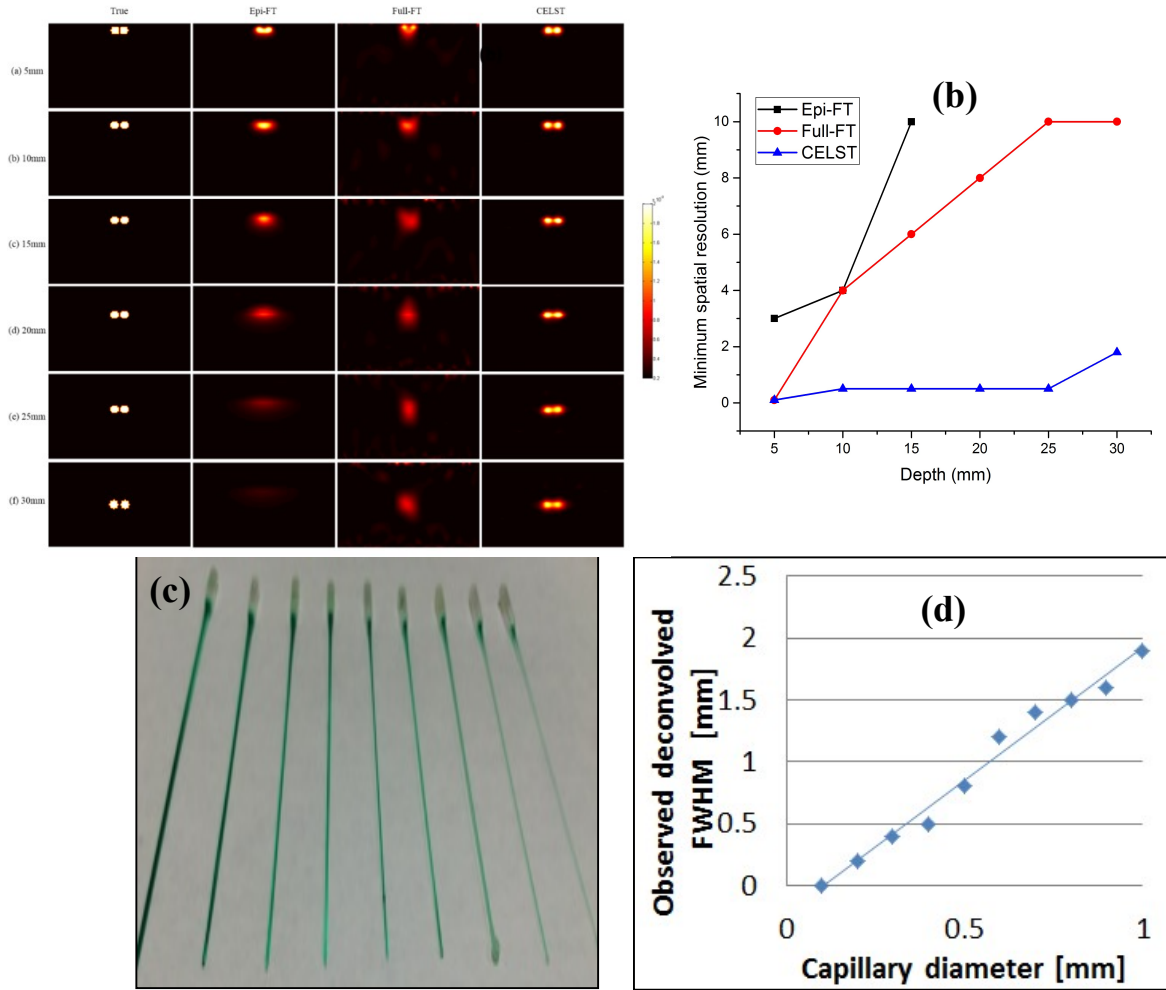 True
Epi-FT
Full-FT
CELST
(a) 5mm
(b) 10mm
(c) 15mm
(d) 20mm
(e) 25mm
(f) 30mm
(b)
Epi-FT
Full-FT
CELST
10
8
6
4
2
0
Minimum spatial resolution (mm)
5
10
15
20
25
30
Depth (mm)
(c)
(d)
2.5
2
1.5
1
0.5
0
Observed deconvolved
FWHM [mm]
0
0.5
1
Capillary diameter [mm]